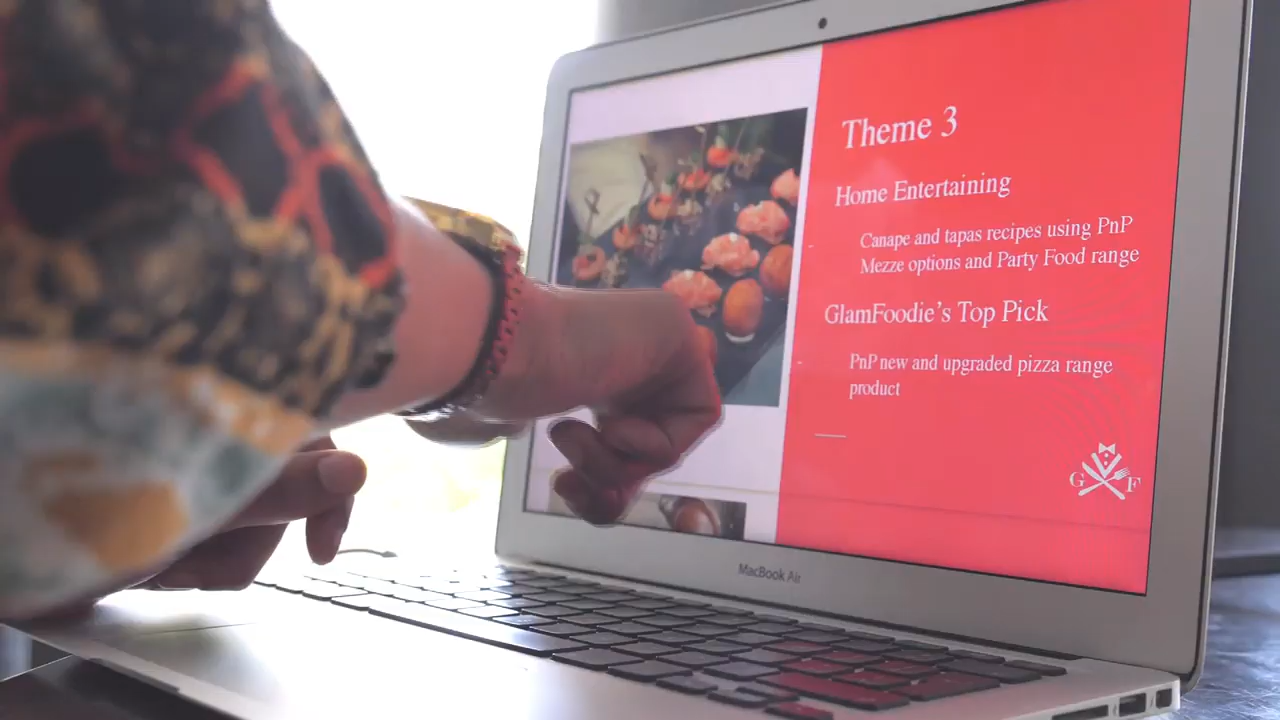 Theme 3
Home Entertaining
Canape and tapas recipes using PnP
Mezze options and Party Food range
GlamFoodie's Top Pick
PnP new and upgraded pizza range
product
G F
MacBook Air